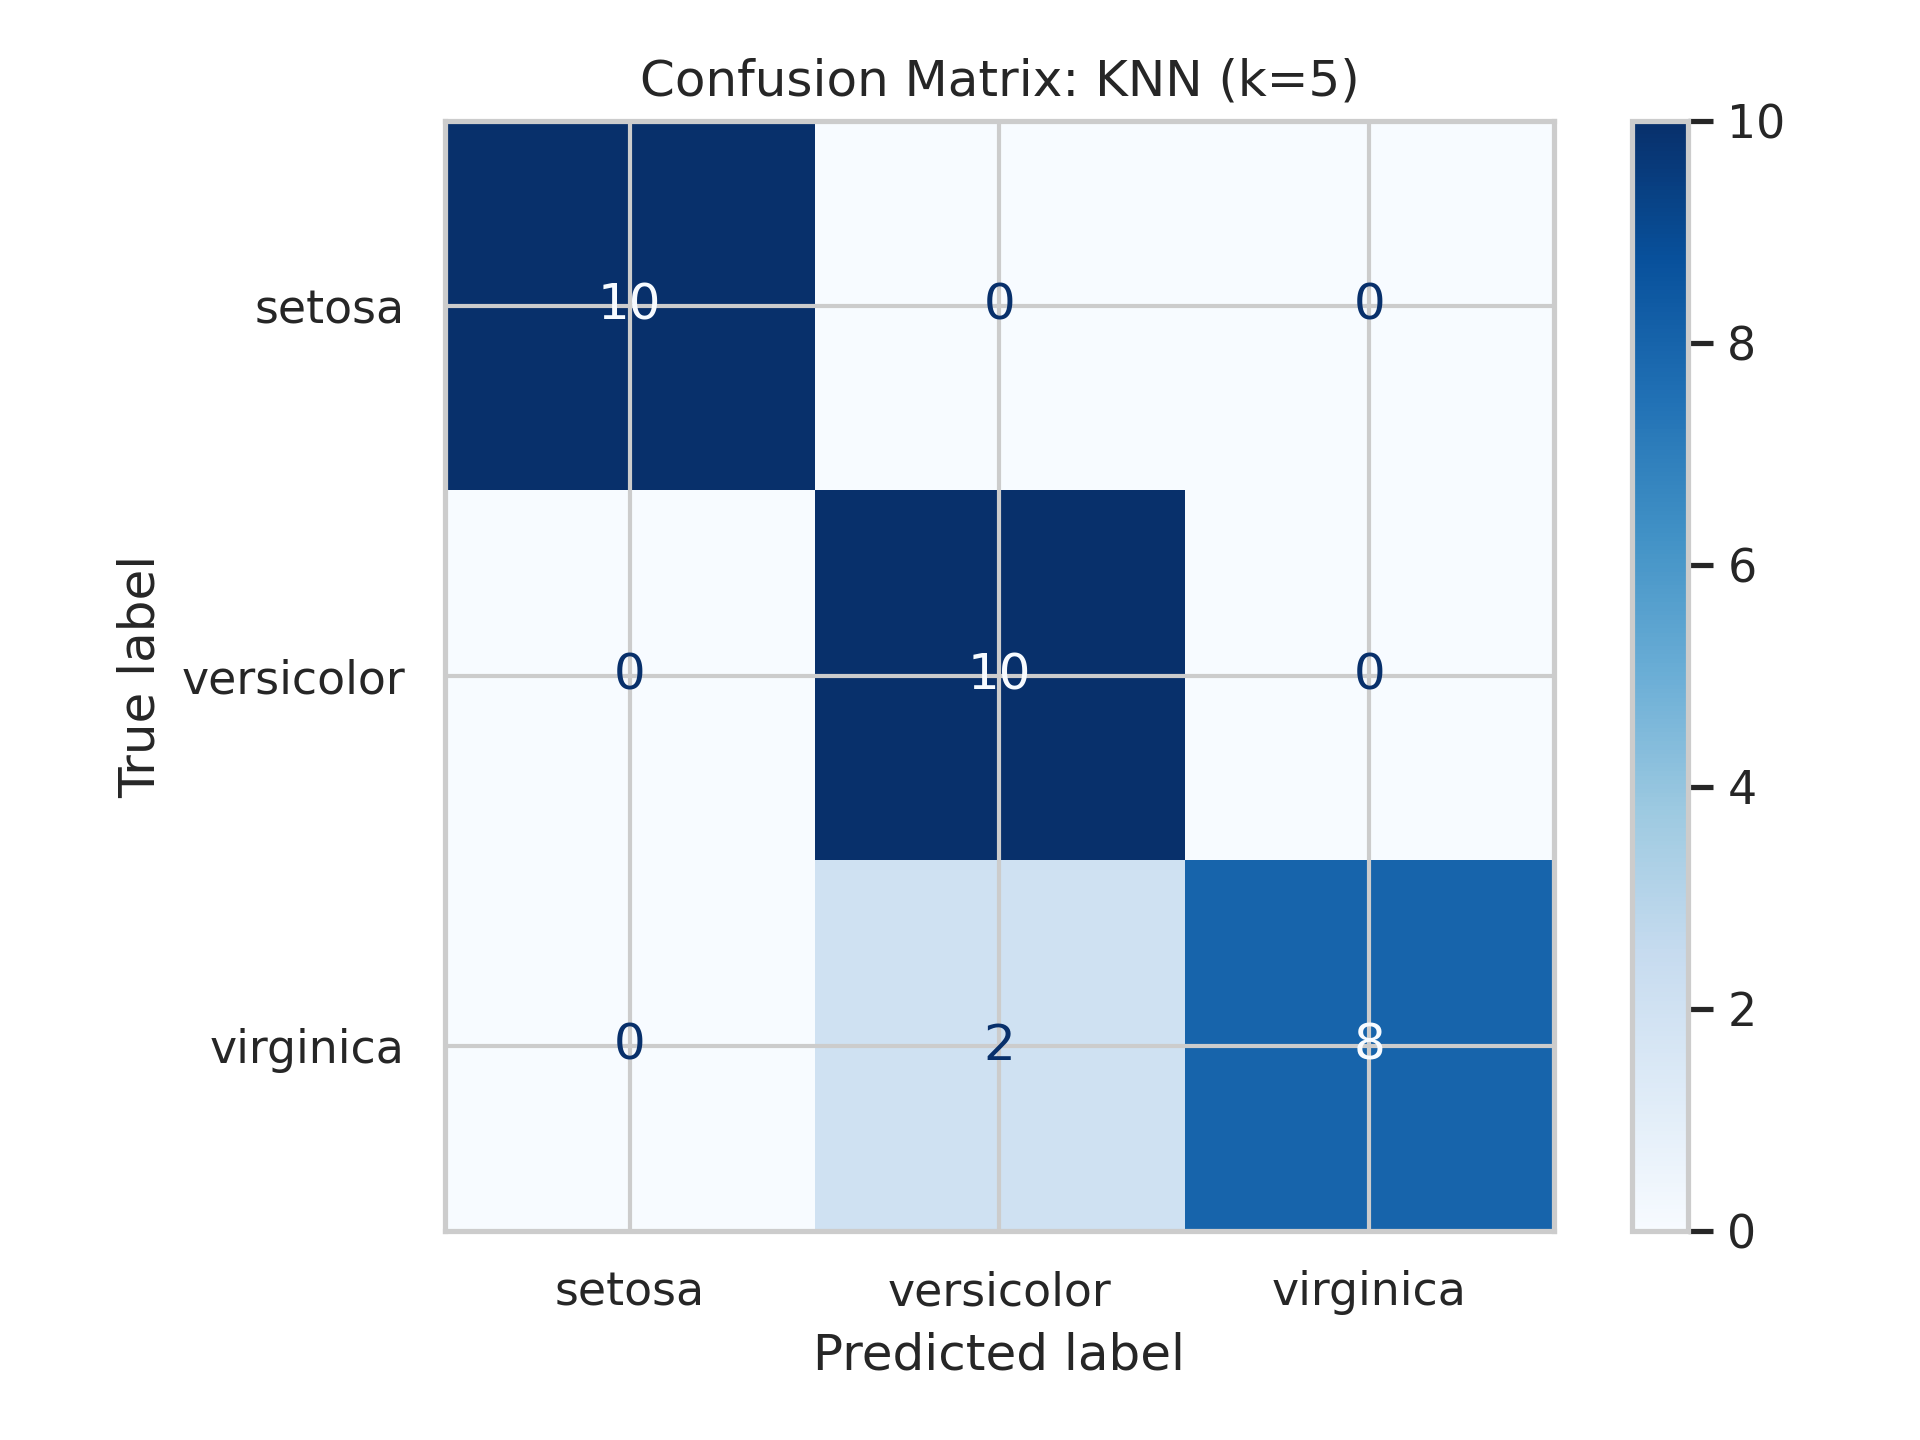 Confusion Matrix: KNN (k=5)
True label
setosa
versicolor
virginica
10 0 0
0 10 0
0 2 8
setosa versicolor virginica
Predicted label
10
8
6
4
2
0